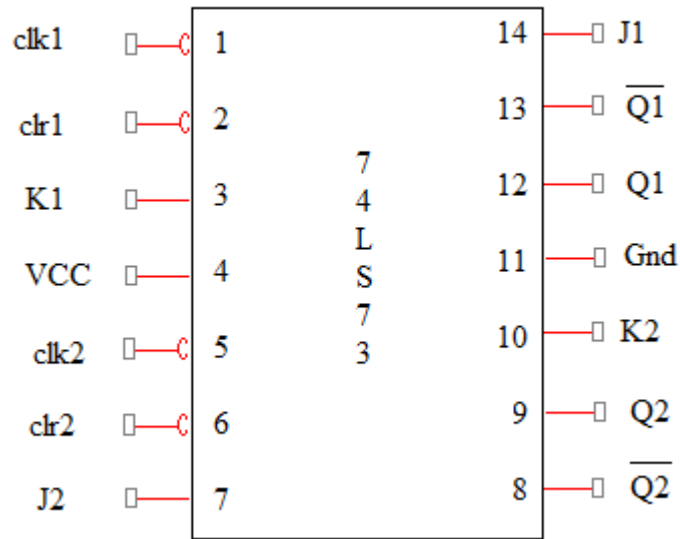 clk1 1 14 J1
clr1 2 13 Q1
K1 3 12 Q1
VCC 4 11 Gnd
clk2 5 10 K2
clr2 6 9 Q2
J2 7 8 Q2
7
4
L
S
7
3